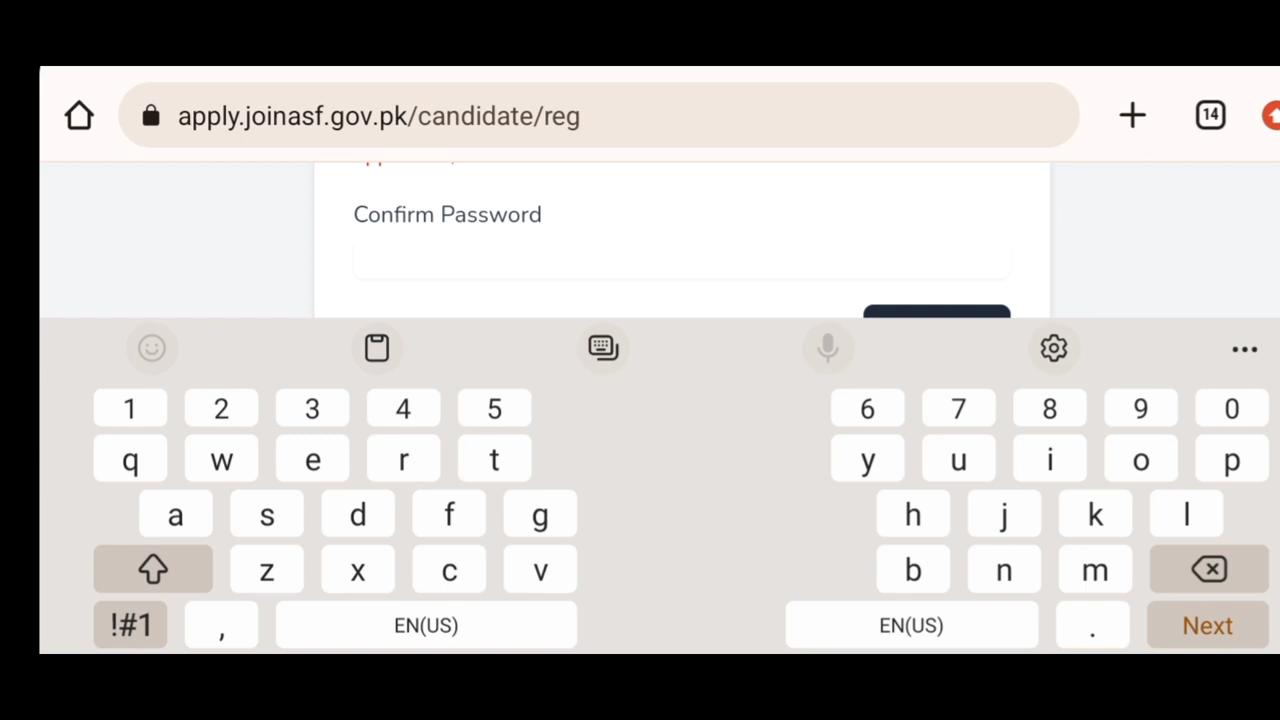 apply.joinasf.gov.pk/candidate/reg
14
Confirm Password
1 2 3 4 5 6 7 8 9 0
q w e r t y u i o p
a s d f g h j k l
z x c v b n m
!#1 , EN(US) EN(US) . Next